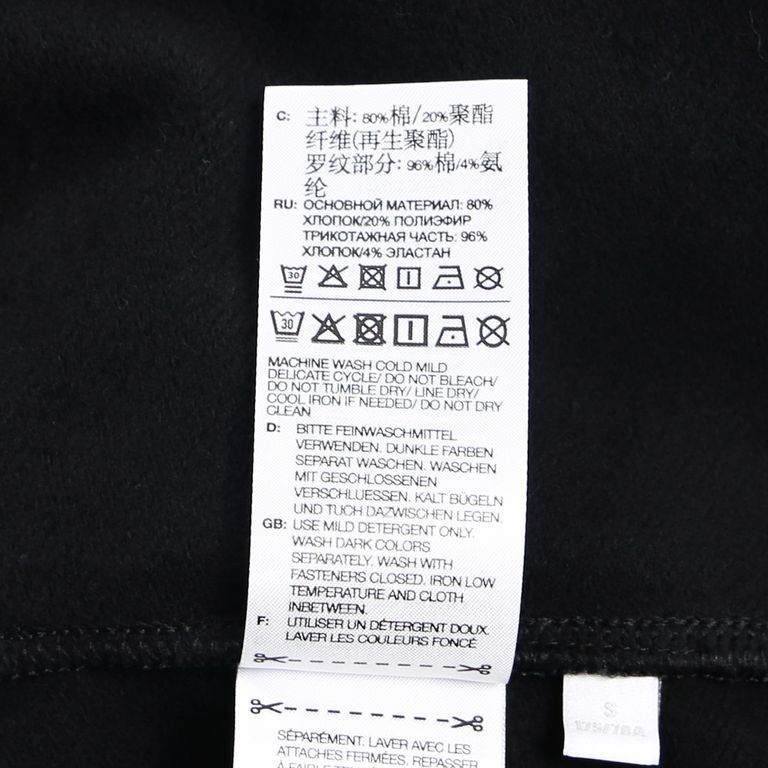 C: 主料: 80%棉/20%聚酯
纤维(再生聚酯)
罗纹部分: 96%棉/4%氨
纶
RU: ОСНОВНОЙ МАТЕРИАЛ: 80%
ХЛОПОК/20% ПОЛИЭФИР
ТРИКОТАЖНАЯ ЧАСТЬ: 96%
ХЛОПОК/4% ЭЛАСТАН
30
30
MACHINE WASH COLD MILD
DELICATE CYCLE/ DO NOT BLEACH/
DO NOT TUMBLE DRY/ LINE DRY/
COOL IRON IF NEEDED/ DO NOT DRY
CLEAN
D: BITTE FEINWASCHMITTEL
VERWENDEN. DUNKLE FARBEN
SEPARAT WASCHEN. WASCHEN
MIT GESCHLOSSENEN
VERSCHLUESSEN. KALT BÜGELN
UND TUCH DAZWISCHEN LEGEN.
GB: USE MILD DETERGENT ONLY.
WASH DARK COLORS
SEPARATELY. WASH WITH
FASTENERS CLOSED. IRON LOW
TEMPERATURE AND CLOTH
INBETWEEN.
F: UTILISER UN DÉTERGENT DOUX.
LAVER LES COULEURS FONCÉ
SÉPARÉMENT. LAVER AVEC LES
ATTACHES FERMÉES. REPASSER
S
175/78A